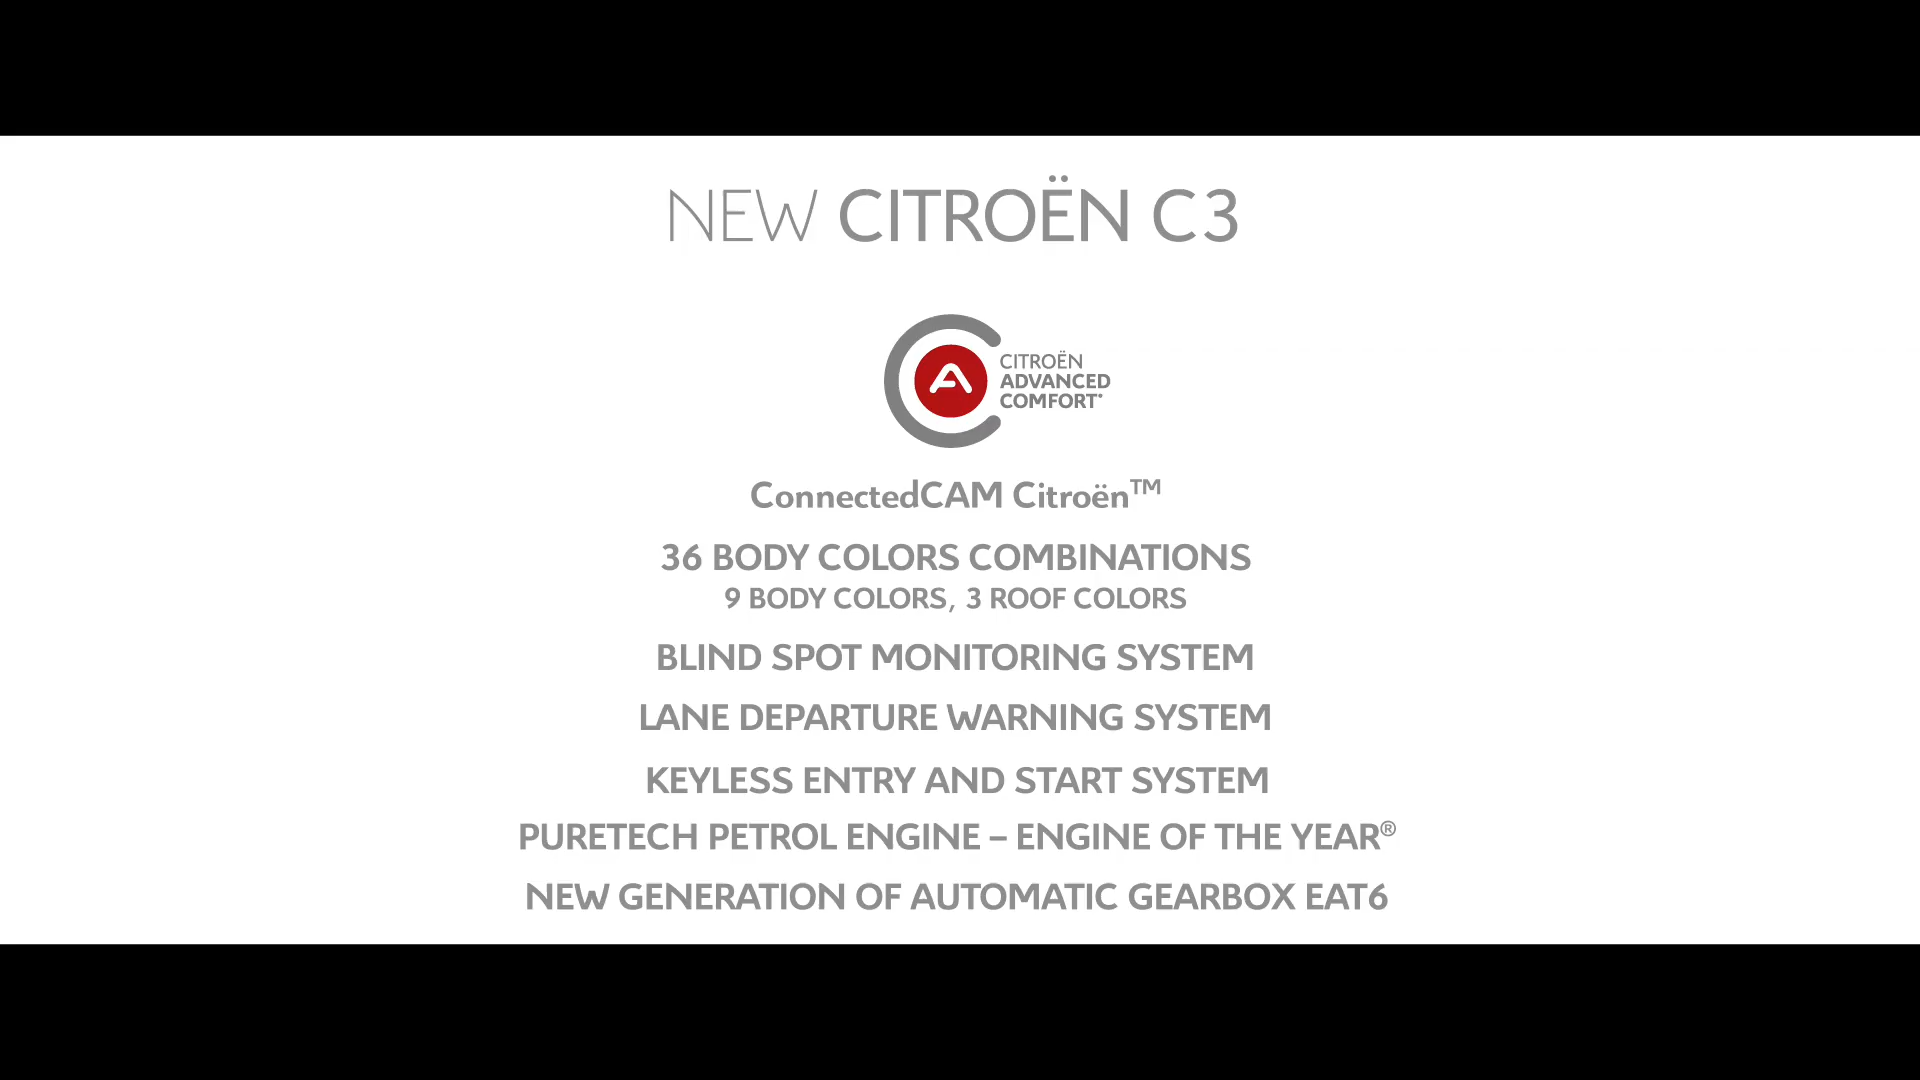 NEW CITROËN C3
A
CITROËN
ADVANCED
COMFORT®
ConnectedCAM Citroën™
36 BODY COLORS COMBINATIONS
9 BODY COLORS, 3 ROOF COLORS
BLIND SPOT MONITORING SYSTEM
LANE DEPARTURE WARNING SYSTEM
KEYLESS ENTRY AND START SYSTEM
PURETECH PETROL ENGINE – ENGINE OF THE YEAR®
NEW GENERATION OF AUTOMATIC GEARBOX EAT6